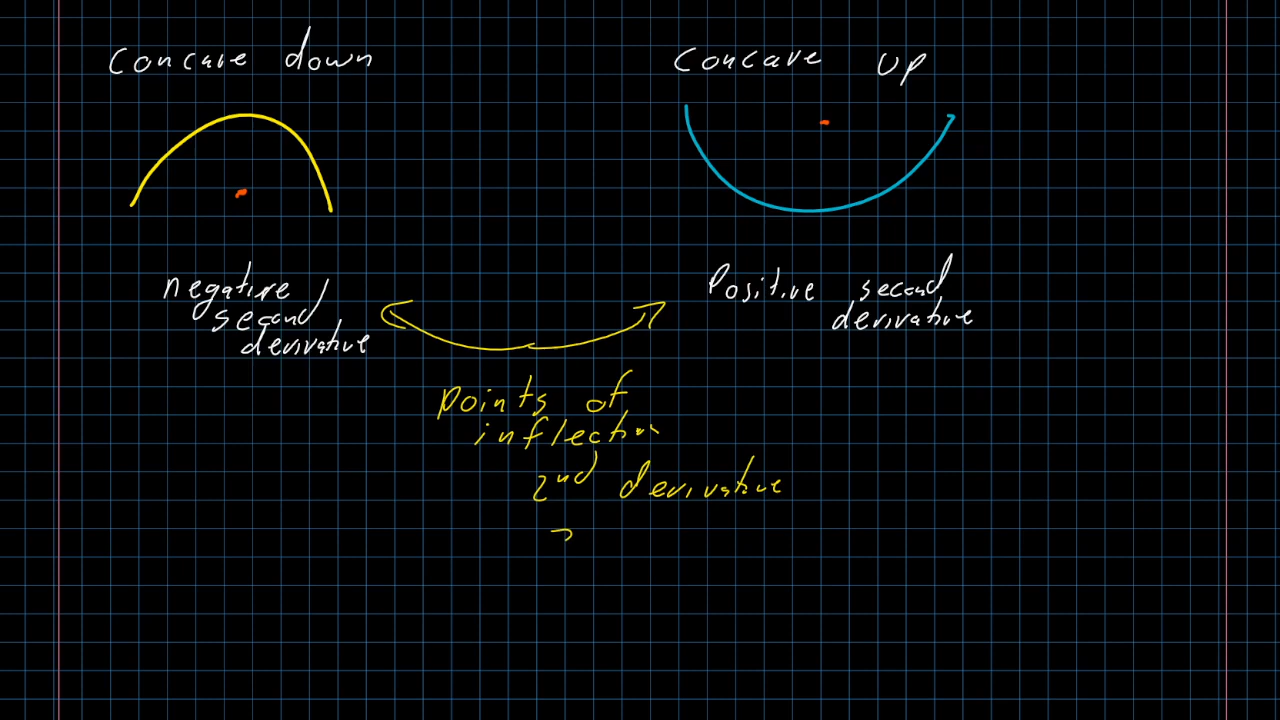 Concave down
Concave up
negative
second
derivative
Positive second
derivative
points of
inflection
2nd derivative